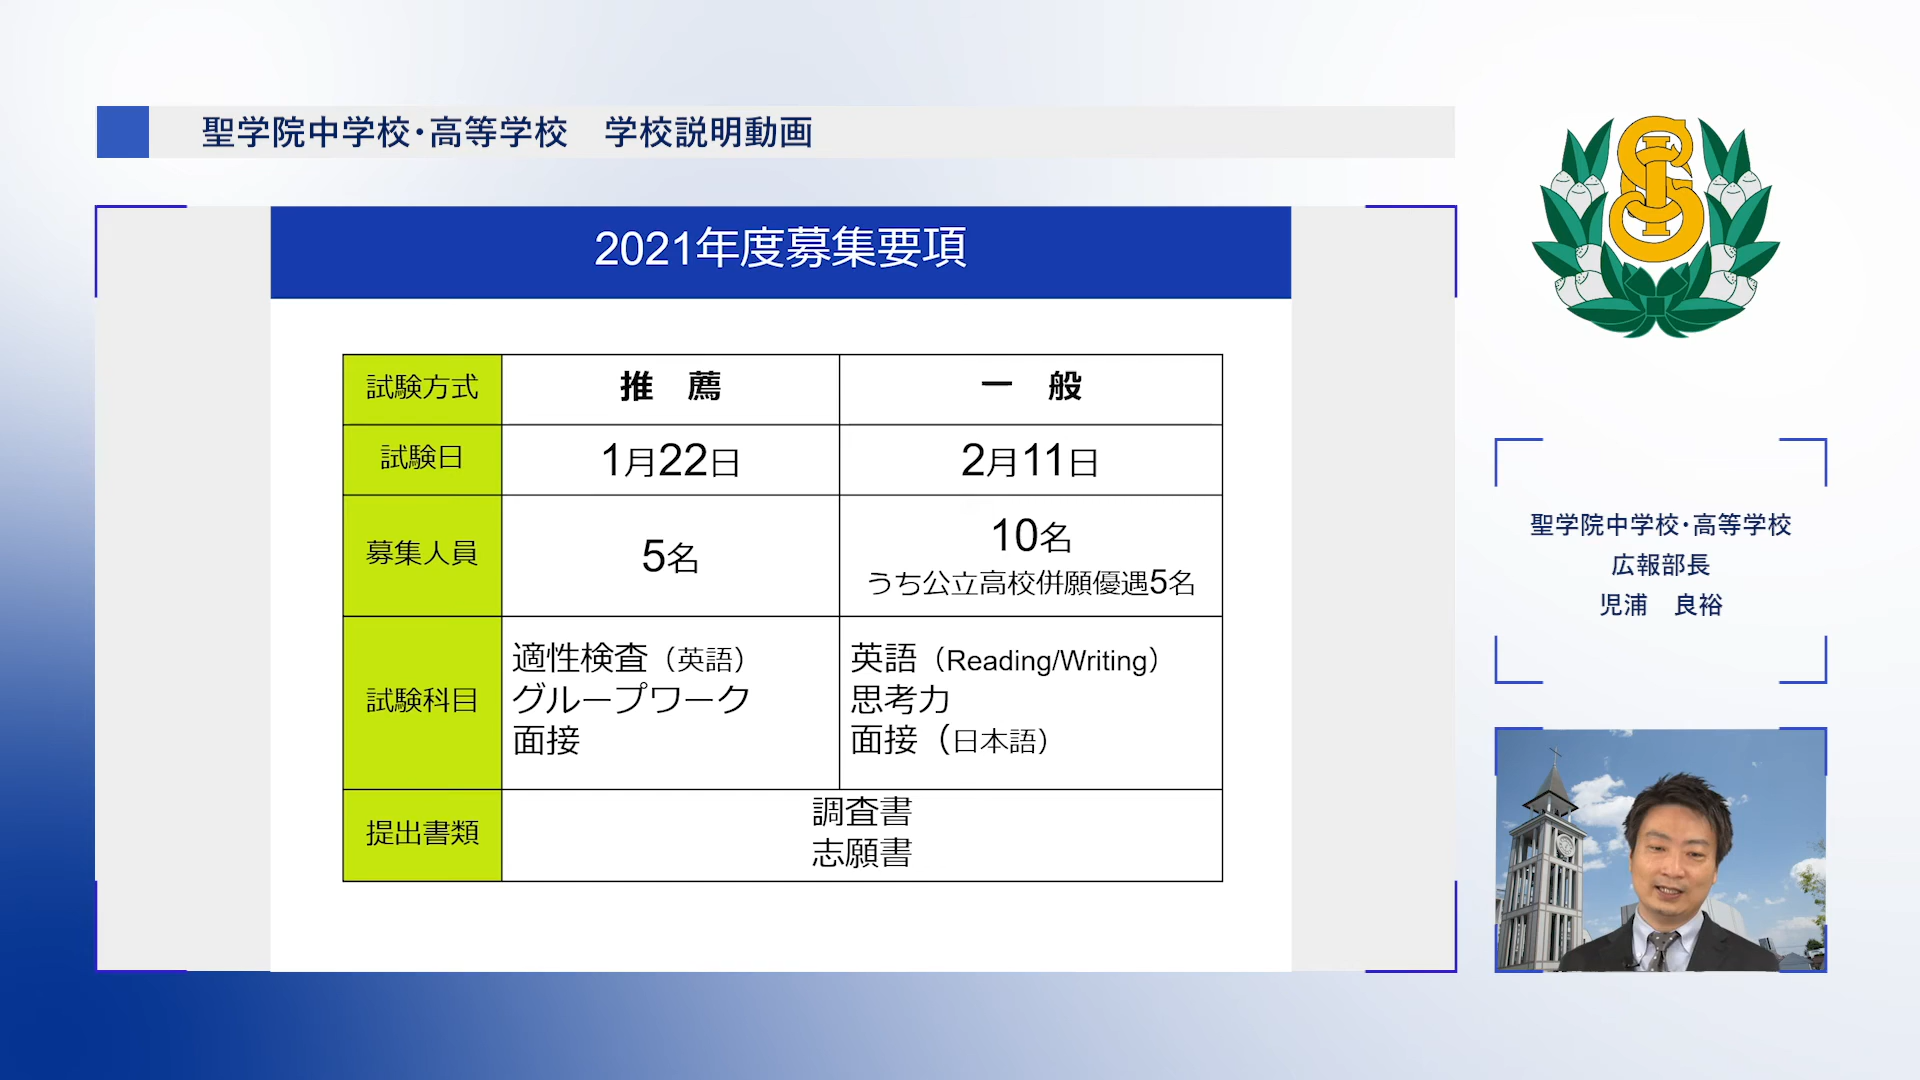 聖学院中学校・高等学校　学校説明動画
2021年度募集要項
試験方式
推　薦
一　般
試験日
1月22日
2月11日
募集人員
5名
10名
うち公立高校併願優遇5名
試験科目
適性検査（英語）
グループワーク
面接
英語（Reading/Writing）
思考力
面接（日本語）
提出書類
調査書
志願書
聖学院中学校・高等学校
広報部長
児浦　良裕